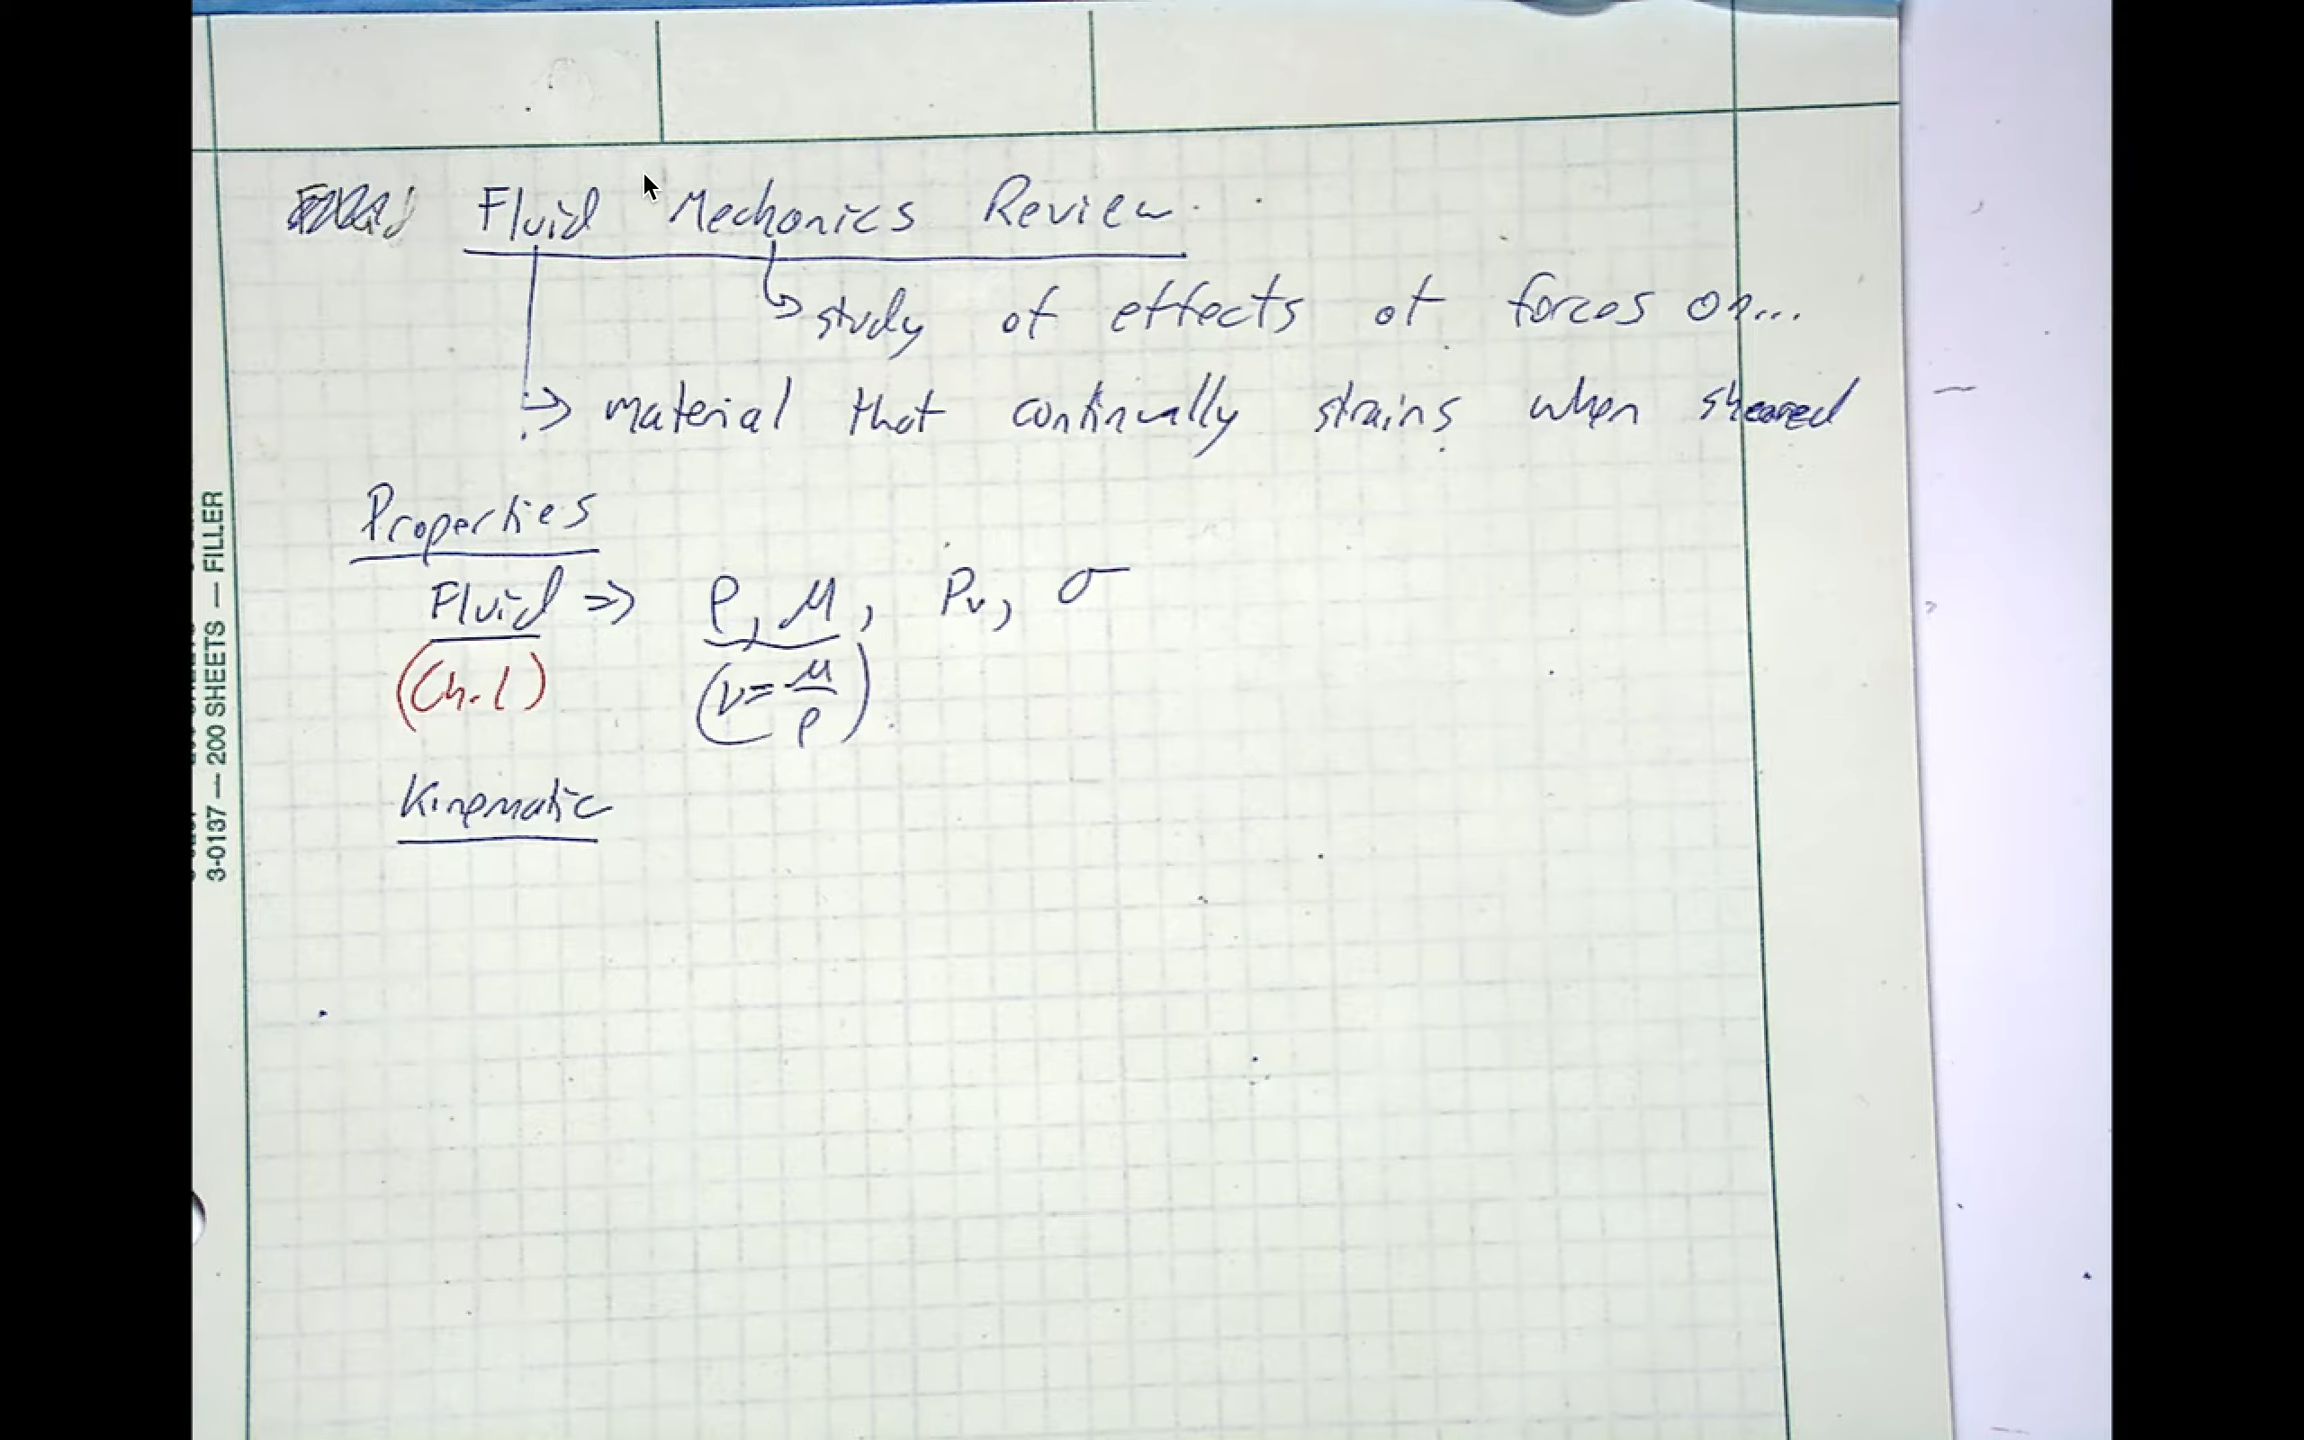 Fluid Mechanics Review
study of effects of forces on...
material that continually strains when sheared
Properties
Fluid ⇒ ρ, μ, Pv, σ
(Ch. 1) (ν = μ/ρ)
Kinematic
3-0137 — 200 SHEETS — FILLER